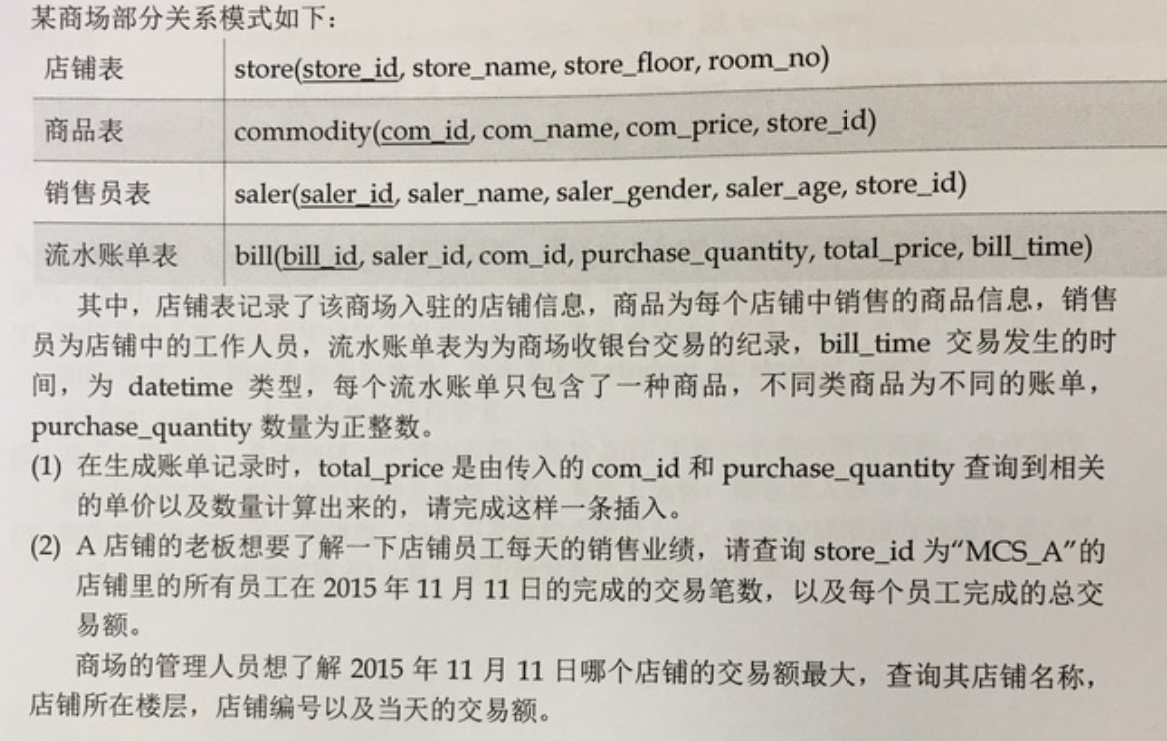 某商场部分关系模式如下：
店铺表 store(store_id, store_name, store_floor, room_no)
商品表 commodity(com_id, com_name, com_price, store_id)
销售员表 saler(saler_id, saler_name, saler_gender, saler_age, store_id)
流水账单表 bill(bill_id, saler_id, com_id, purchase_quantity, total_price, bill_time)
其中，店铺表记录了该商场入驻的店铺信息，商品为每个店铺中销售的商品信息，销售
员为店铺中的工作人员，流水账单表为为商场收银台交易的纪录，bill_time 交易发生的时
间，为 datetime 类型，每个流水账单只包含了一种商品，不同类商品为不同的账单，
purchase_quantity 数量为正整数。
(1) 在生成账单记录时，total_price 是由传入的 com_id 和 purchase_quantity 查询到相关
的单价以及数量计算出来的，请完成这样一条插入。
(2) A 店铺的老板想要了解一下店铺员工每天的销售业绩，请查询 store_id 为“MCS_A”的
店铺里的所有员工在 2015 年 11 月 11 日的完成的交易笔数，以及每个员工完成的总交
易额。
商场的管理人员想了解 2015 年 11 月 11 日哪个店铺的交易额最大，查询其店铺名称，
店铺所在楼层，店铺编号以及当天的交易额。